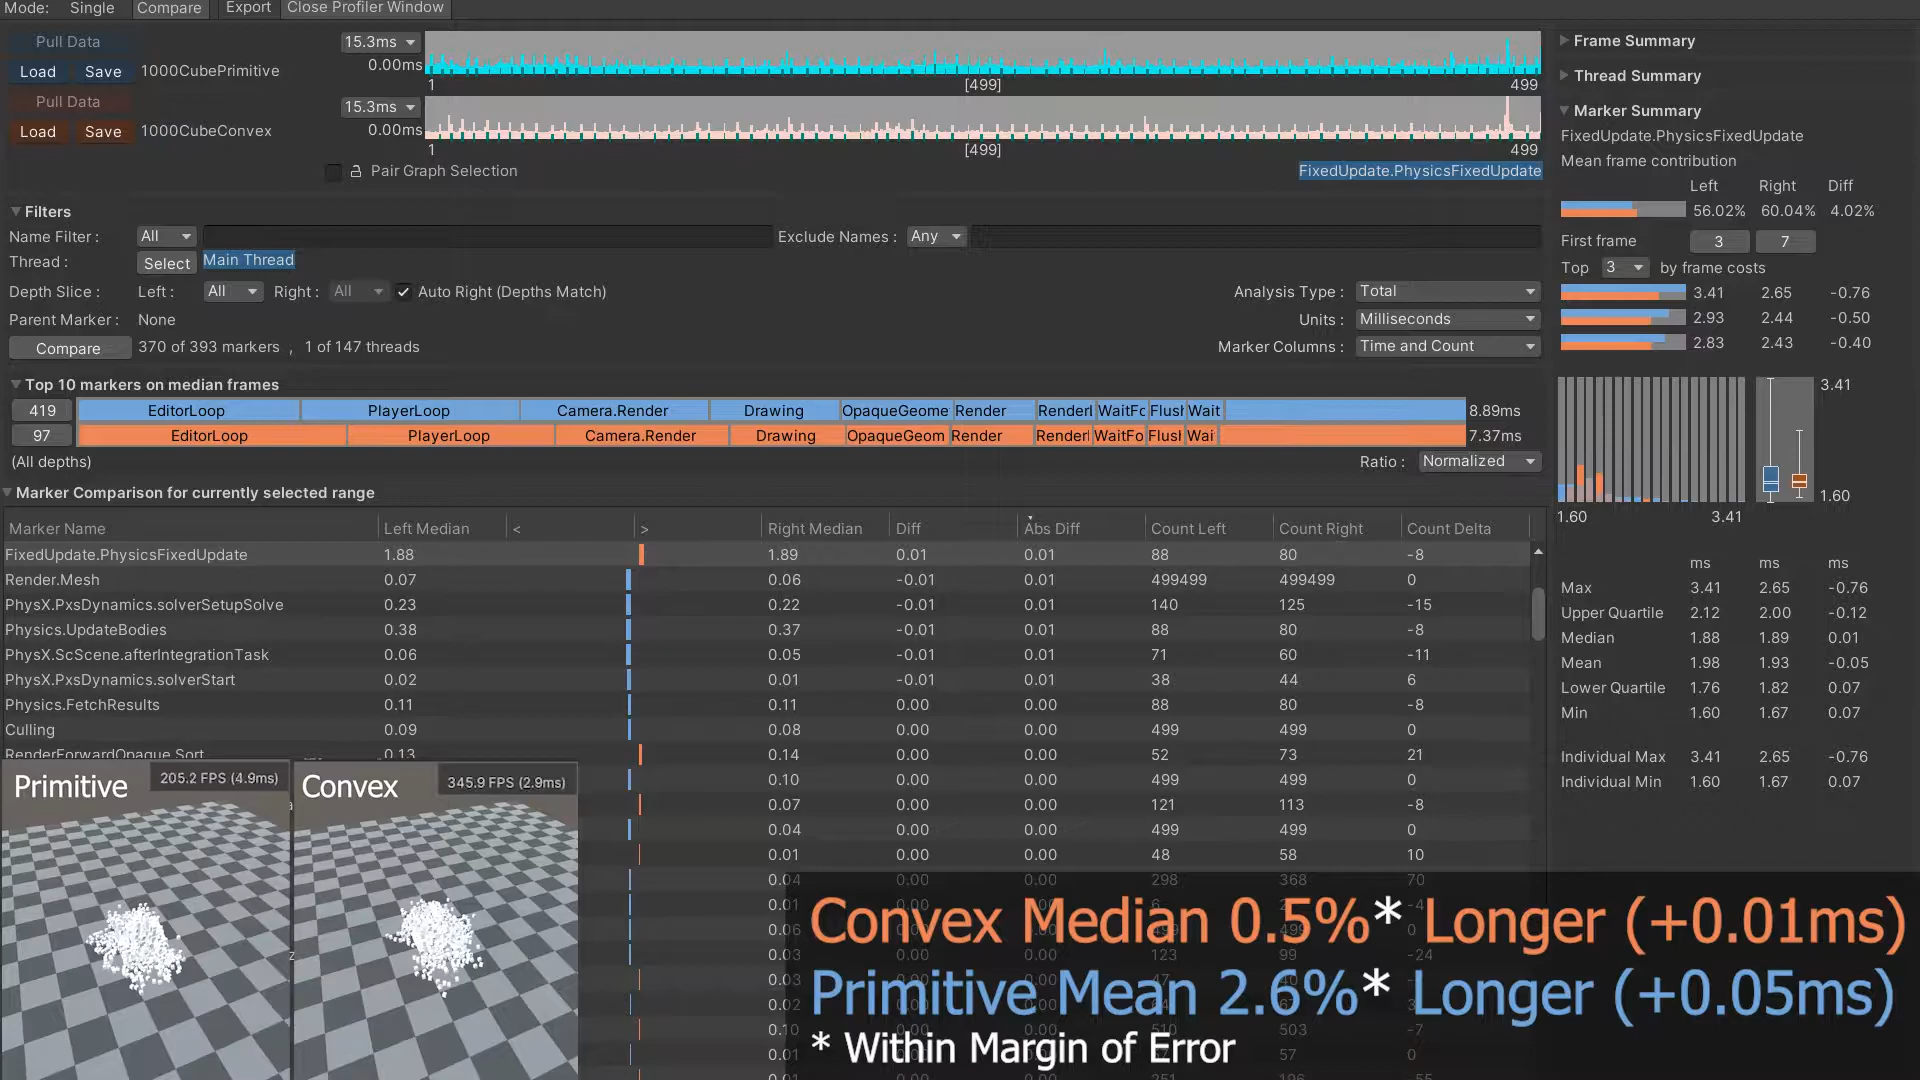 Mode: Single Compare Export Close Profiler Window
Pull Data
Load Save 1000CubePrimitive
15.3ms
0.00ms
1 [499] 499
Pull Data
Load Save 1000CubeConvex
15.3ms
0.00ms
1 [499] 499
Pair Graph Selection FixedUpdate.PhysicsFixedUpdate
Filters
Name Filter : All Exclude Names : Any
Thread : Select Main Thread
Depth Slice : Left : All Right : All Auto Right (Depths Match) Analysis Type : Total
Parent Marker : None Units : Milliseconds
Compare 370 of 393 markers , 1 of 147 threads Marker Columns : Time and Count
Top 10 markers on median frames
419 EditorLoop PlayerLoop Camera.Render Drawing OpaqueGeome Render RenderI WaitFc Flush Wait 8.89ms
97 EditorLoop PlayerLoop Camera.Render Drawing OpaqueGeom Render RenderI WaitFo Flush Wai 7.37ms
(All depths) Ratio : Normalized
Marker Comparison for currently selected range
Marker Name Left Median < > Right Median Diff Abs Diff Count Left Count Right Count Delta
FixedUpdate.PhysicsFixedUpdate 1.88 1.89 0.01 0.01 88 80 -8
Render.Mesh 0.07 0.06 -0.01 0.01 499499 499499 0
PhysX.PxsDynamics.solverSetupSolve 0.23 0.22 -0.01 0.01 140 125 -15
Physics.UpdateBodies 0.38 0.37 -0.01 0.01 88 80 -8
PhysX.ScScene.afterIntegrationTask 0.06 0.05 -0.01 0.01 71 60 -11
PhysX.PxsDynamics.solverStart 0.02 0.01 -0.01 0.01 38 44 6
Physics.FetchResults 0.11 0.11 0.00 0.00 88 80 -8
Culling 0.09 0.08 0.00 0.00 499 499 0
RenderForwardOpaque.Sort 0.13 0.14 0.00 0.00 52 73 21
0.10 0.00 0.00 499 499 0
0.07 0.00 0.00 121 113 -8
0.04 0.00 0.00 499 499 0
0.01 0.00 0.00 48 58 10
0.04 0.00 0.00 298 368 70
Primitive 205.2 FPS (4.9ms)
Convex 345.9 FPS (2.9ms)
Convex Median 0.5%* Longer (+0.01ms)
Primitive Mean 2.6%* Longer (+0.05ms)
* Within Margin of Error
Frame Summary
Thread Summary
Marker Summary
FixedUpdate.PhysicsFixedUpdate
Mean frame contribution
Left Right Diff
56.02% 60.04% 4.02%
First frame 3 7
Top 3 by frame costs
3.41 2.65 -0.76
2.93 2.44 -0.50
2.83 2.43 -0.40
3.41
1.60
1.60 3.41
ms ms ms
Max 3.41 2.65 -0.76
Upper Quartile 2.12 2.00 -0.12
Median 1.88 1.89 0.01
Mean 1.98 1.93 -0.05
Lower Quartile 1.76 1.82 0.07
Min 1.60 1.67 0.07
Individual Max 3.41 2.65 -0.76
Individual Min 1.60 1.67 0.07